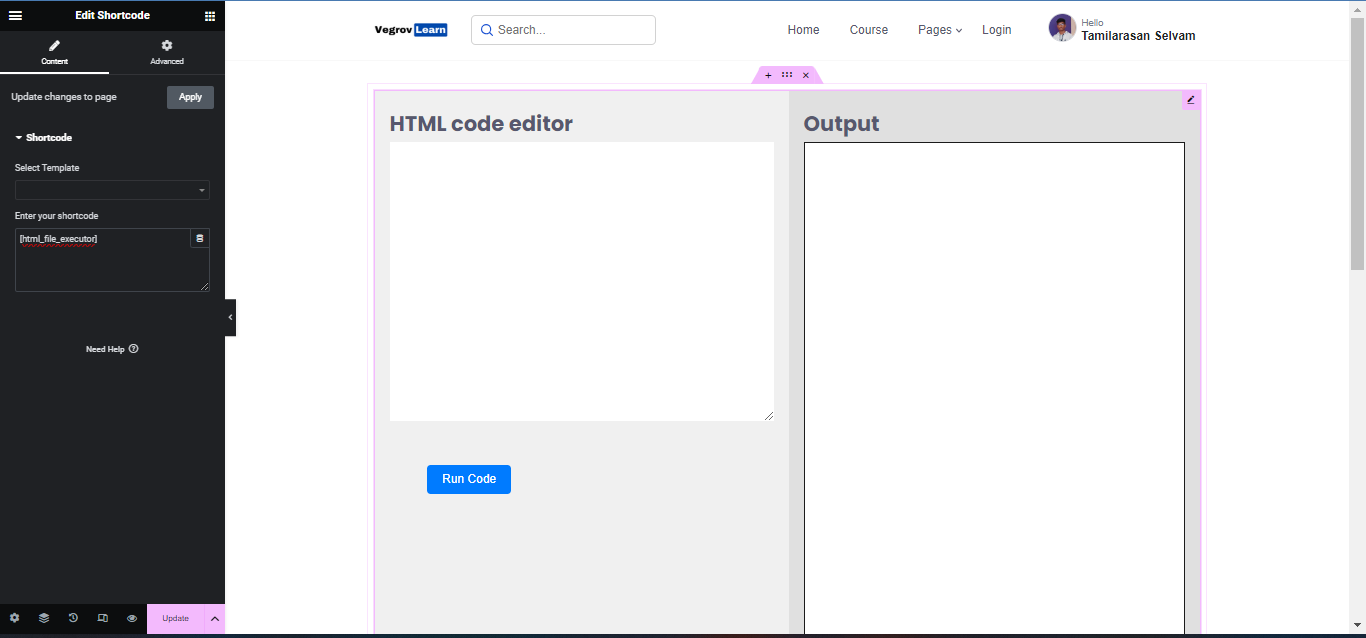 Edit Shortcode
Content
Advanced
Update changes to page
Apply
Shortcode
Select Template
Enter your shortcode
[html_file_executor]
Need Help
Update
Vegrov Learn
Search...
Home
Course
Pages
Login
Hello
Tamilarasan Selvam
HTML code editor
Output
Run Code